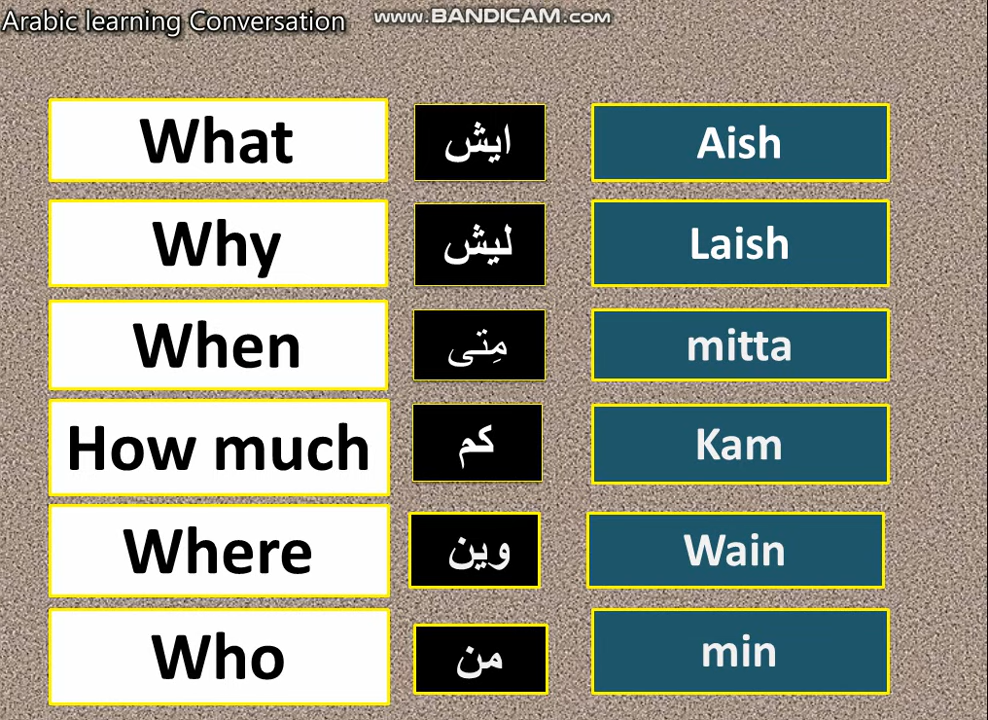 Arabic learning Conversation
www.BANDICAM.com
What ايش Aish
Why ليش Laish
When مِتى mitta
How much كم Kam
Where وين Wain
Who من min